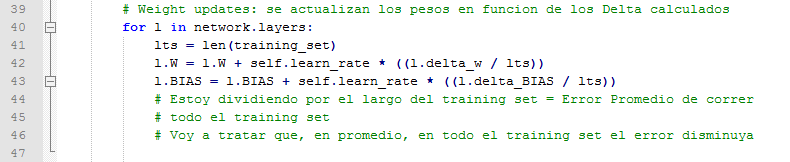 39 # Weight updates: se actualizan los pesos en funcion de los Delta calculados
40 for l in network.layers:
41 lts = len(training_set)
42 l.W = l.W + self.learn_rate * ((l.delta_w / lts))
43 l.BIAS = l.BIAS + self.learn_rate * ((l.delta_BIAS / lts))
44 # Estoy dividiendo por el largo del training set = Error Promedio de correr
45 # todo el training set
46 # Voy a tratar que, en promedio, en todo el training set el error disminuya
47